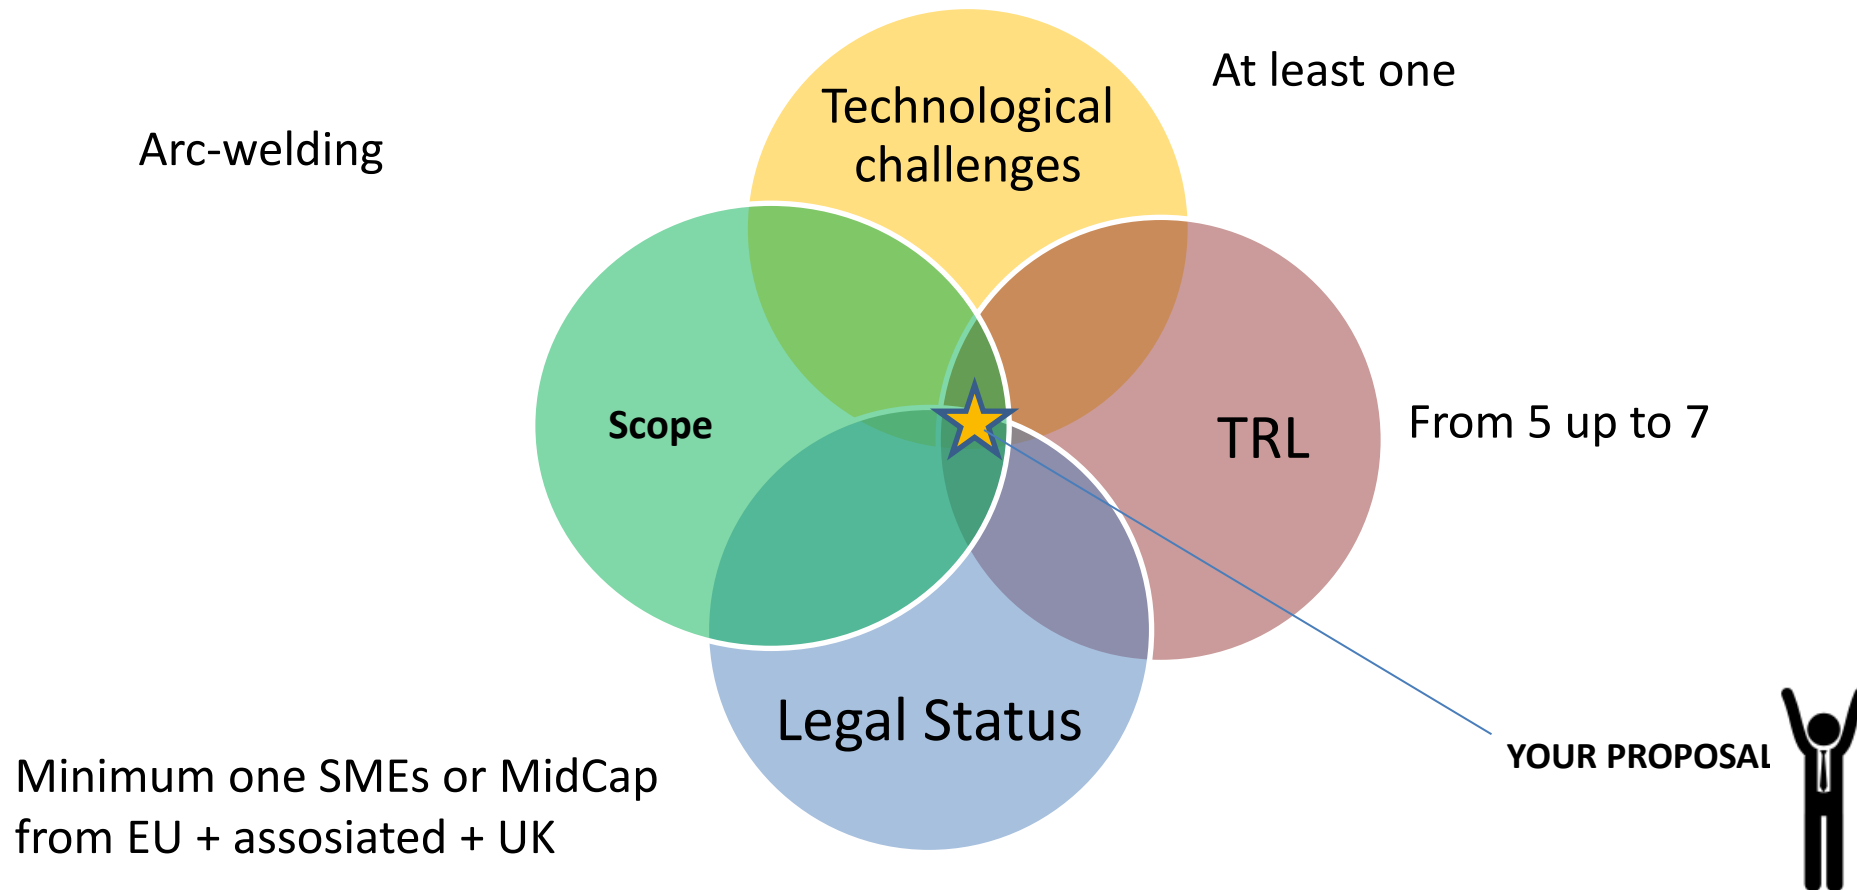 At least one
Technological
challenges
Arc-welding
Scope
TRL
From 5 up to 7
Legal Status
YOUR PROPOSAL
Minimum one SMEs or MidCap
from EU + assosiated + UK